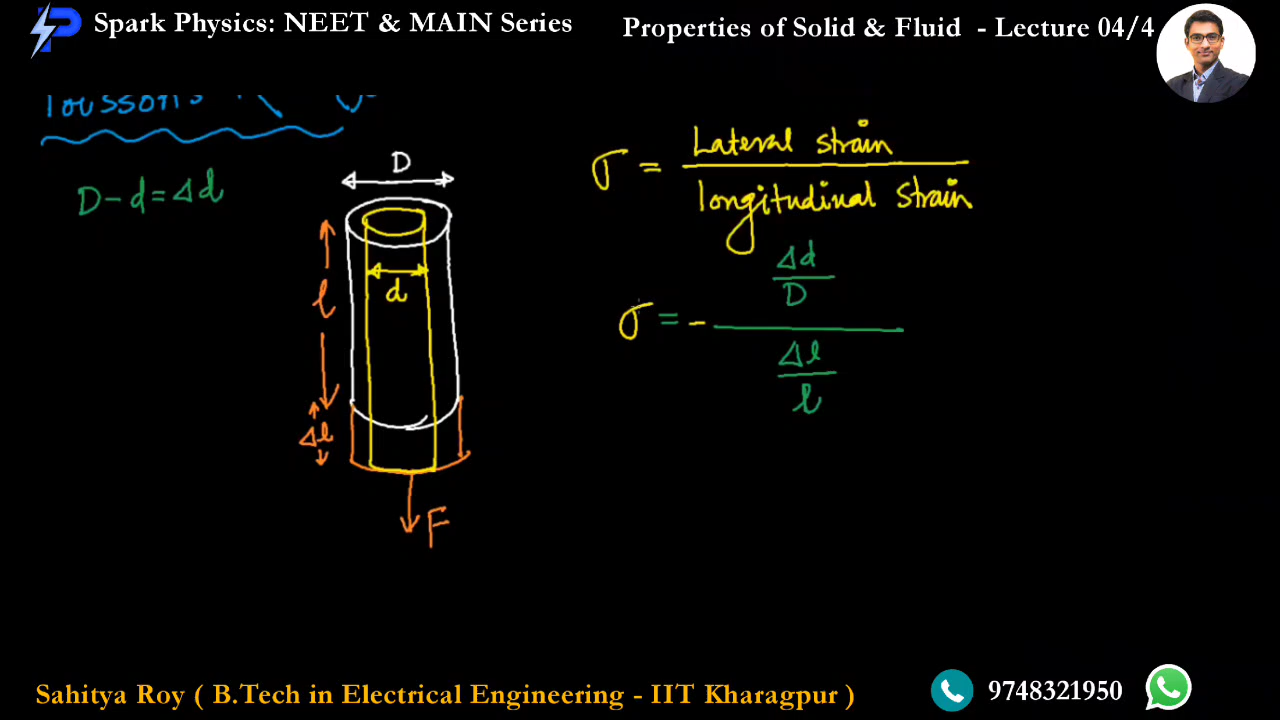 Spark Physics: NEET & MAIN Series
Properties of Solid & Fluid - Lecture 04/4
D - d = Δd
D
d
l
Δl
F
σ = Lateral strain / longitudinal strain
σ = - Δd/D / Δl/l
Sahitya Roy ( B.Tech in Electrical Engineering - IIT Kharagpur )
9748321950